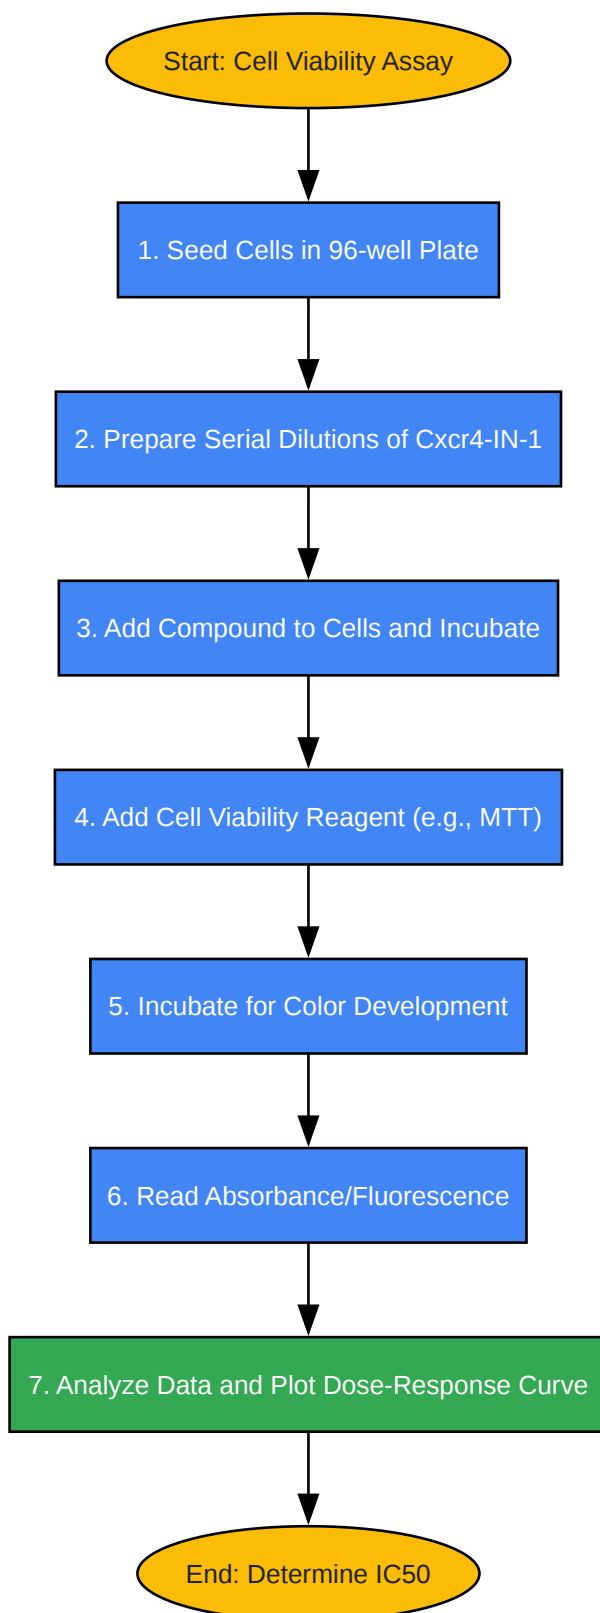 Start: Cell Viability Assay
1. Seed Cells in 96-well Plate
2. Prepare Serial Dilutions of Cxcr4-IN-1
3. Add Compound to Cells and Incubate
4. Add Cell Viability Reagent (e.g., MTT)
5. Incubate for Color Development
6. Read Absorbance/Fluorescence
7. Analyze Data and Plot Dose-Response Curve
End: Determine IC50